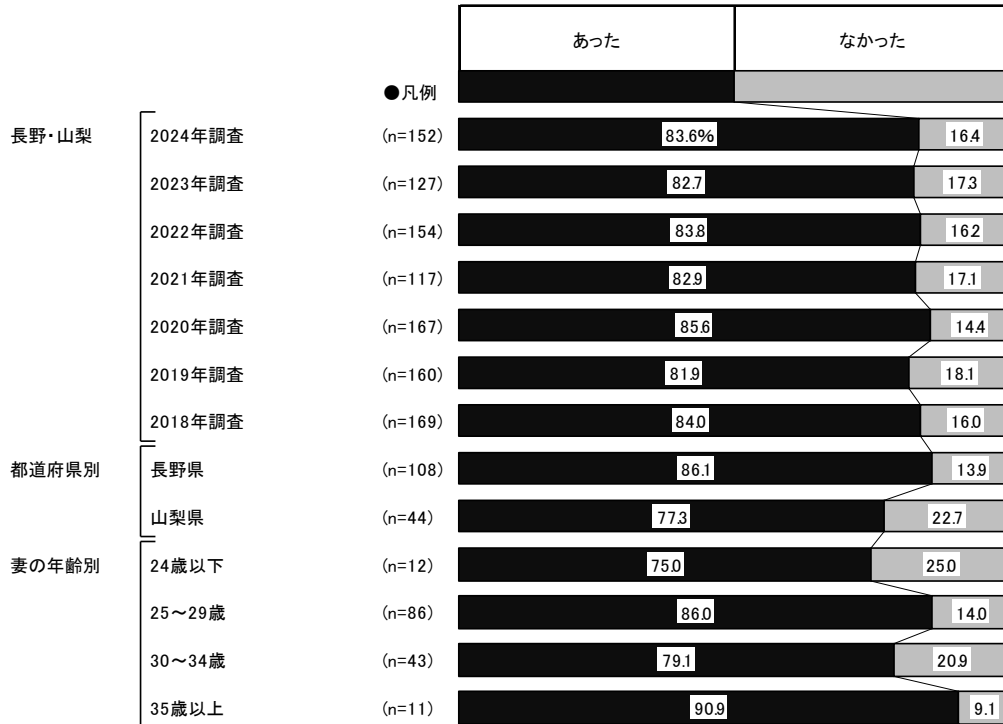 あった なかった
●凡例
長野・山梨 2024年調査 (n=152) 83.6% 16.4
2023年調査 (n=127) 82.7 17.3
2022年調査 (n=154) 83.8 16.2
2021年調査 (n=117) 82.9 17.1
2020年調査 (n=167) 85.6 14.4
2019年調査 (n=160) 81.9 18.1
2018年調査 (n=169) 84.0 16.0
都道府県別 長野県 (n=108) 86.1 13.9
山梨県 (n=44) 77.3 22.7
妻の年齢別 24歳以下 (n=12) 75.0 25.0
25～29歳 (n=86) 86.0 14.0
30～34歳 (n=43) 79.1 20.9
35歳以上 (n=11) 90.9 9.1